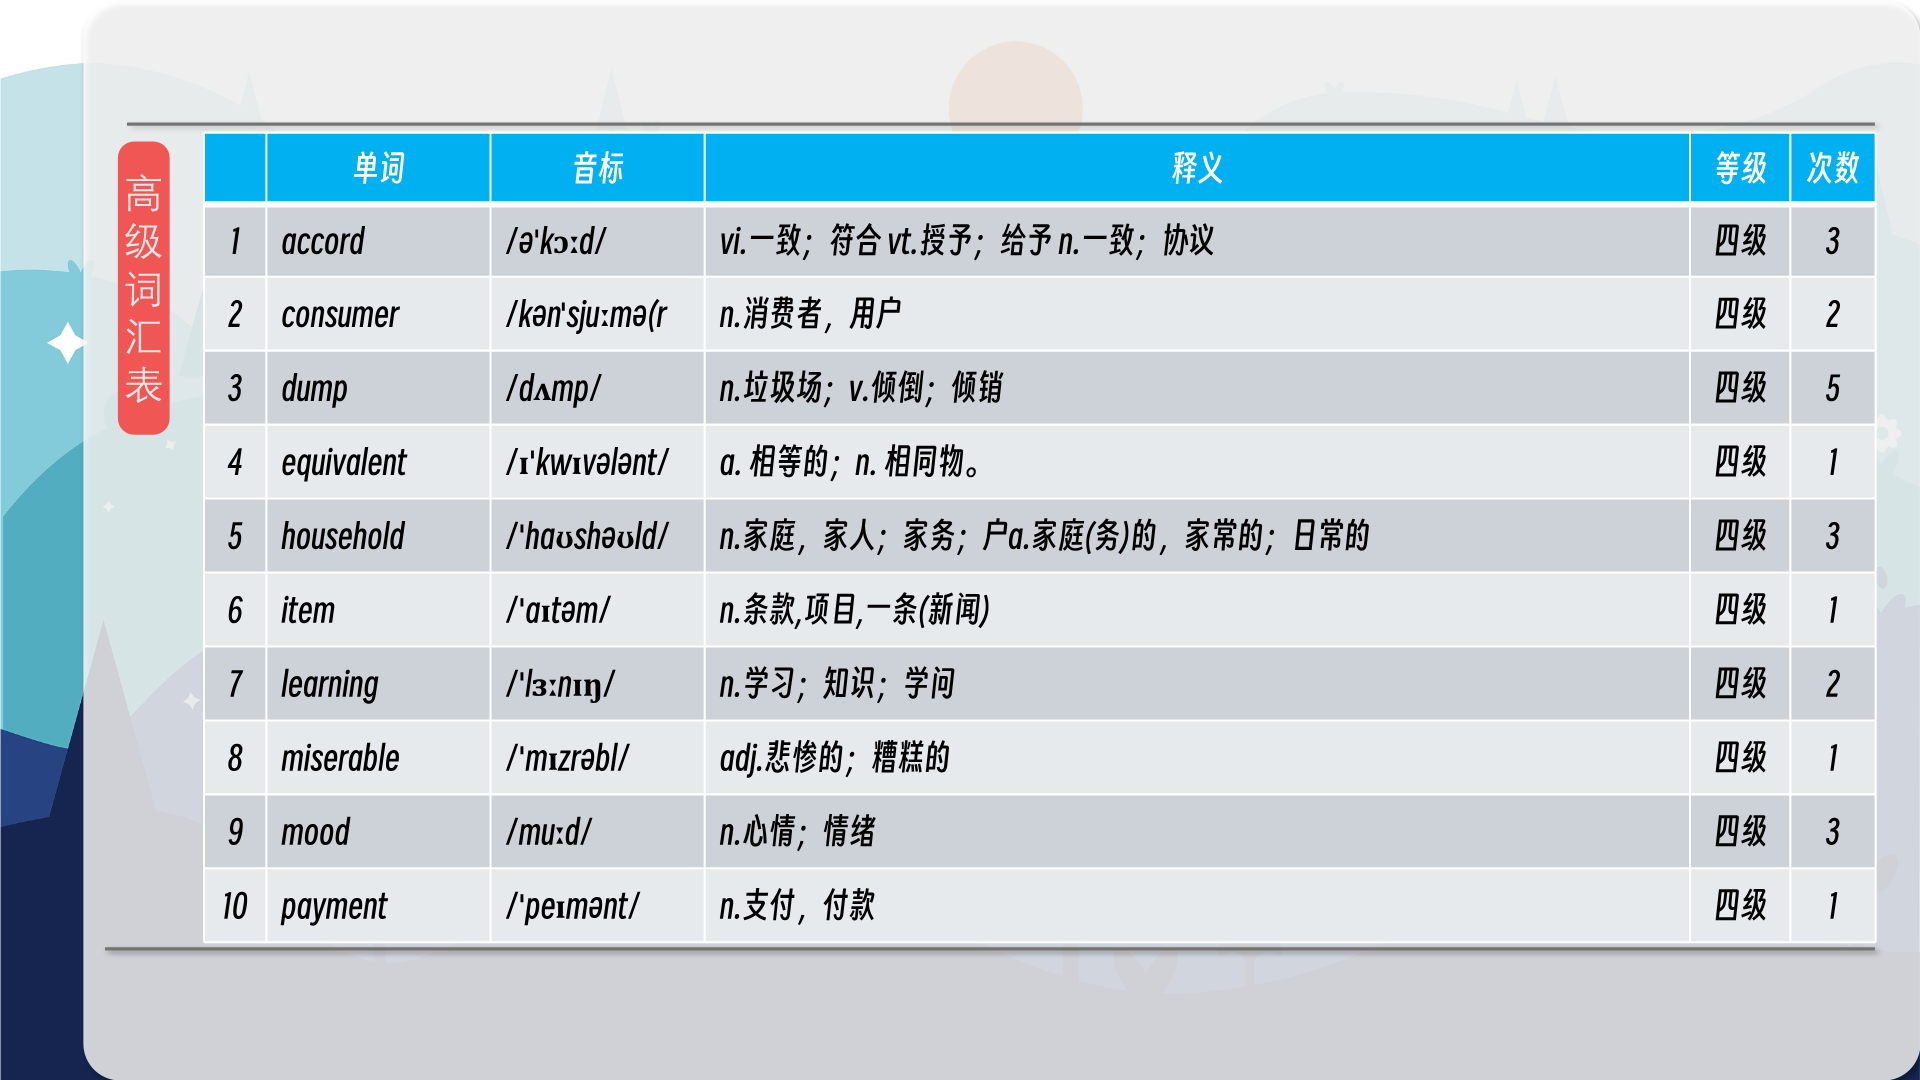 高级词汇表
单词 音标 释义 等级 次数
1 accord /ə'kɔːd/ vi.一致；符合 vt.授予；给予 n.一致；协议 四级 3
2 consumer /kən'sjuːmə(r n.消费者，用户 四级 2
3 dump /dʌmp/ n.垃圾场；v.倾倒；倾销 四级 5
4 equivalent /ɪ'kwɪvələnt/ a. 相等的；n. 相同物。 四级 1
5 household /'haʊshəʊld/ n.家庭，家人；家务；户a.家庭(务)的，家常的；日常的 四级 3
6 item /'aɪtəm/ n.条款,项目,一条(新闻) 四级 1
7 learning /'lɜːnɪŋ/ n.学习；知识；学问 四级 2
8 miserable /'mɪzrəbl/ adj.悲惨的；糟糕的 四级 1
9 mood /muːd/ n.心情；情绪 四级 3
10 payment /'peɪmənt/ n.支付，付款 四级 1